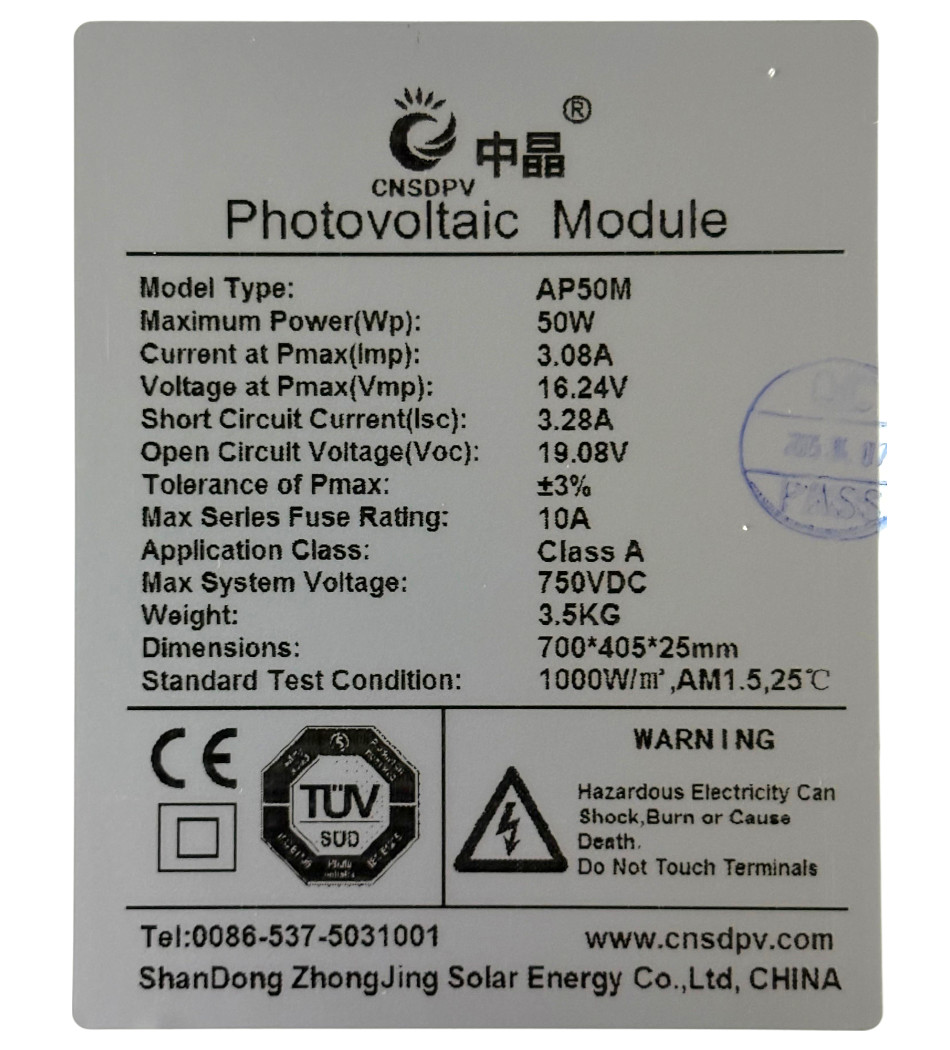 ®
中晶
CNSDPV
Photovoltaic Module
Model Type: AP50M
Maximum Power(Wp): 50W
Current at Pmax(Imp): 3.08A
Voltage at Pmax(Vmp): 16.24V
Short Circuit Current(Isc): 3.28A
Open Circuit Voltage(Voc): 19.08V
Tolerance of Pmax: ±3%
Max Series Fuse Rating: 10A
Application Class: Class A
Max System Voltage: 750VDC
Weight: 3.5KG
Dimensions: 700*405*25mm
Standard Test Condition: 1000W/m²,AM1.5,25℃
QC
PASS
CE
TÜV
SUD
WARNING
Hazardous Electricity Can
Shock,Burn or Cause
Death.
Do Not Touch Terminals
Tel:0086-537-5031001 www.cnsdpv.com
ShanDong ZhongJing Solar Energy Co.,Ltd, CHINA